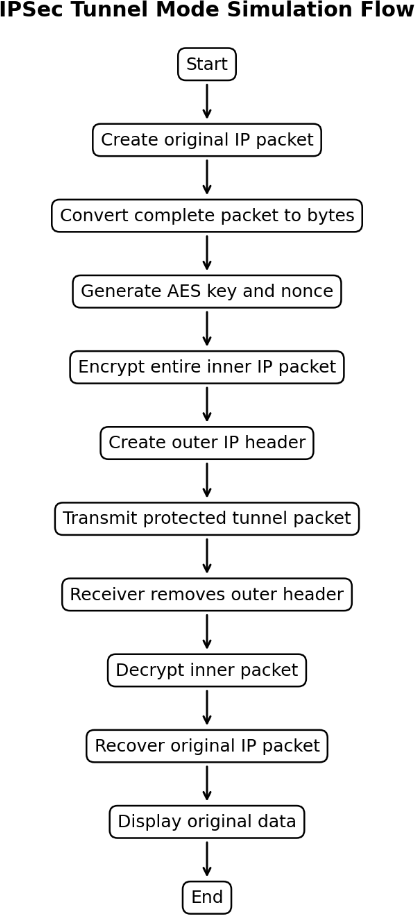 IPSec Tunnel Mode Simulation Flow
Start
Create original IP packet
Convert complete packet to bytes
Generate AES key and nonce
Encrypt entire inner IP packet
Create outer IP header
Transmit protected tunnel packet
Receiver removes outer header
Decrypt inner packet
Recover original IP packet
Display original data
End